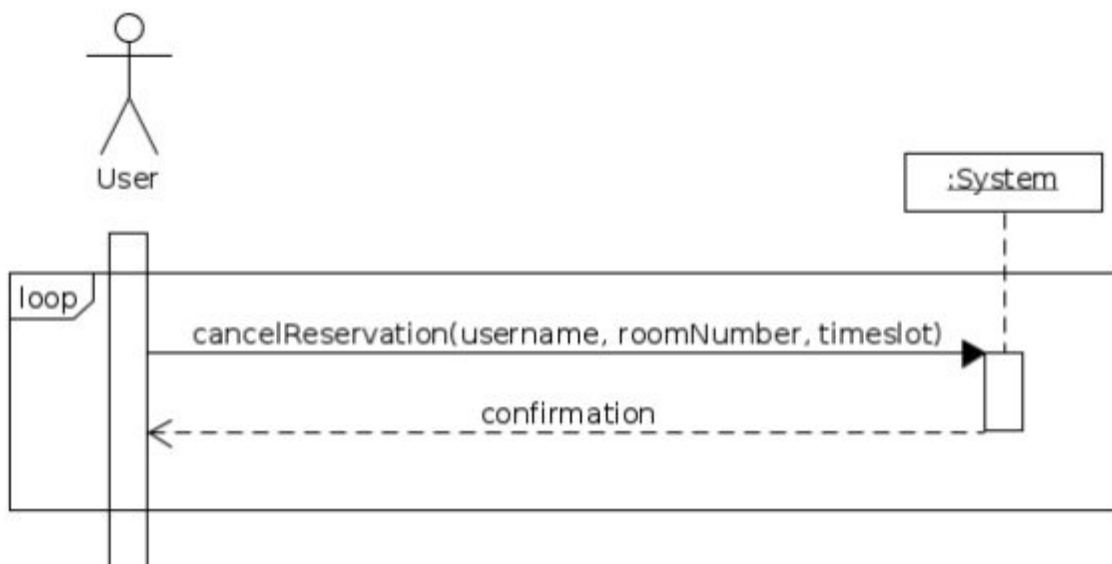 User
:System
loop
cancelReservation(username, roomNumber, timeslot)
confirmation